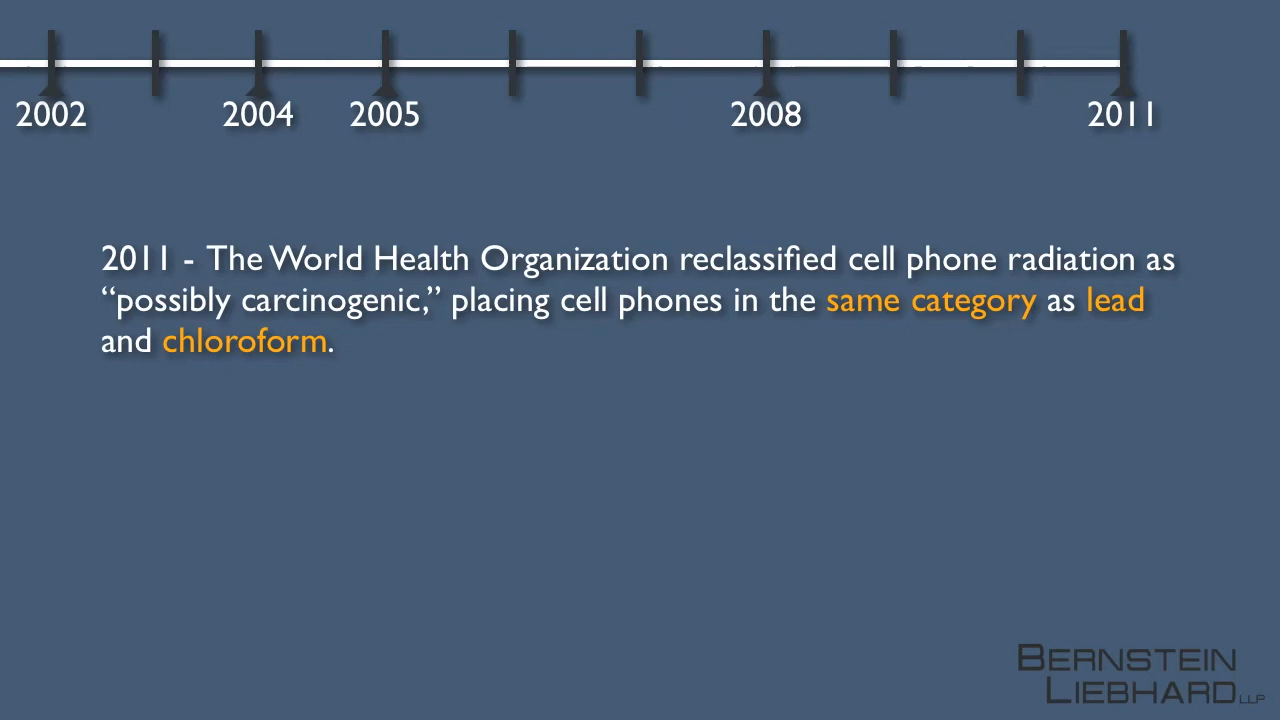 2002 2004 2005 2008 2011
2011 - The World Health Organization reclassified cell phone radiation as
“possibly carcinogenic,” placing cell phones in the same category as lead
and chloroform.
BERNSTEIN
LIEBHARD LLP